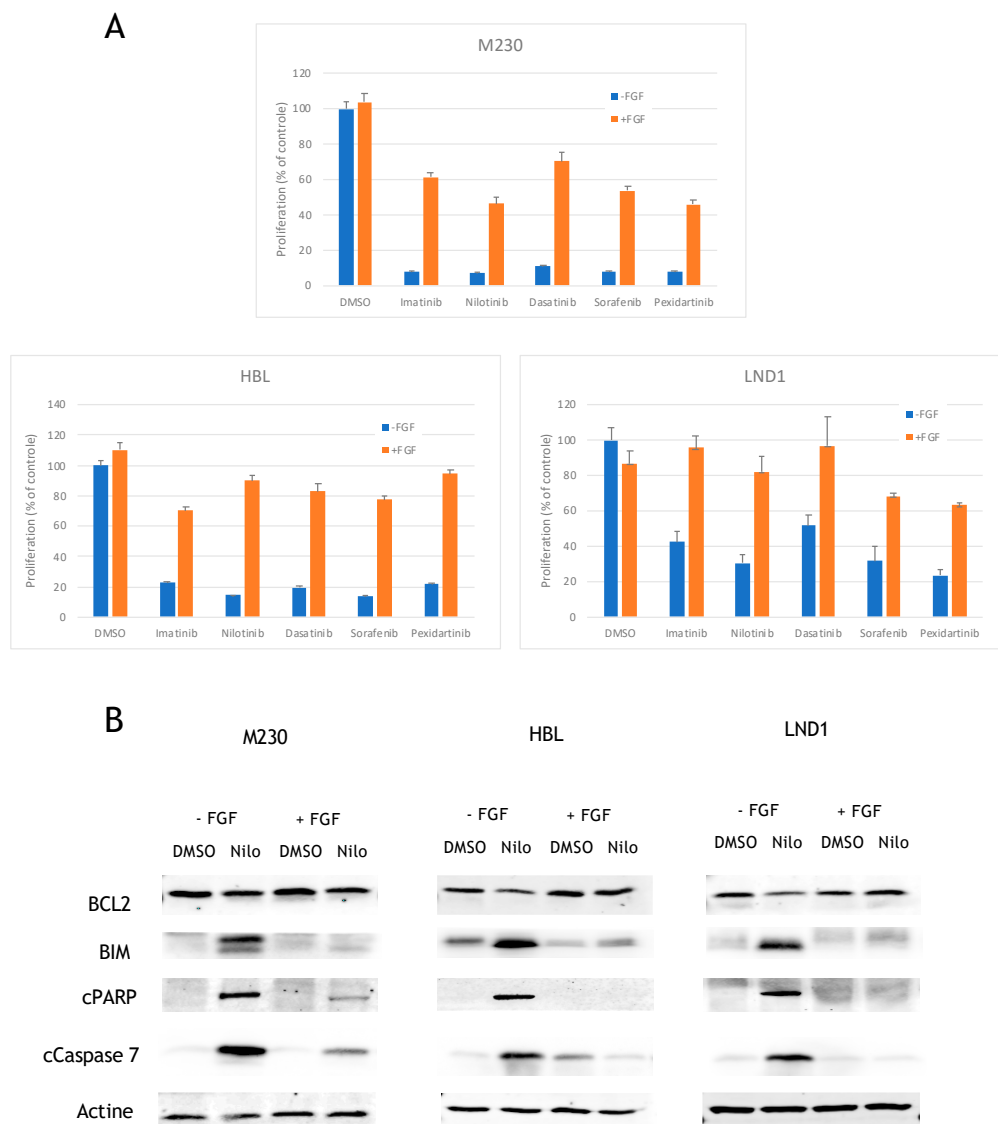 A
M230
Proliferation (% of controle)
120
100
80
60
40
20
0
-FGF
+FGF
DMSO Imatinib Nilotinib Dasatinib Sorafenib Pexidartinib
HBL
Proliferation (% of controle)
140
120
100
80
60
40
20
0
-FGF
+FGF
DMSO Imatinib Nilotinib Dasatinib Sorafenib Pexidartinib
LND1
Proliferation (% of controle)
120
100
80
60
40
20
0
-FGF
+FGF
DMSO Imatinib Nilotinib Dasatinib Sorafenib Pexidartinib
B
M230 HBL LND1
- FGF + FGF - FGF + FGF - FGF + FGF
DMSO Nilo DMSO Nilo DMSO Nilo DMSO Nilo DMSO Nilo DMSO Nilo
BCL2
BIM
cPARP
cCaspase 7
Actine